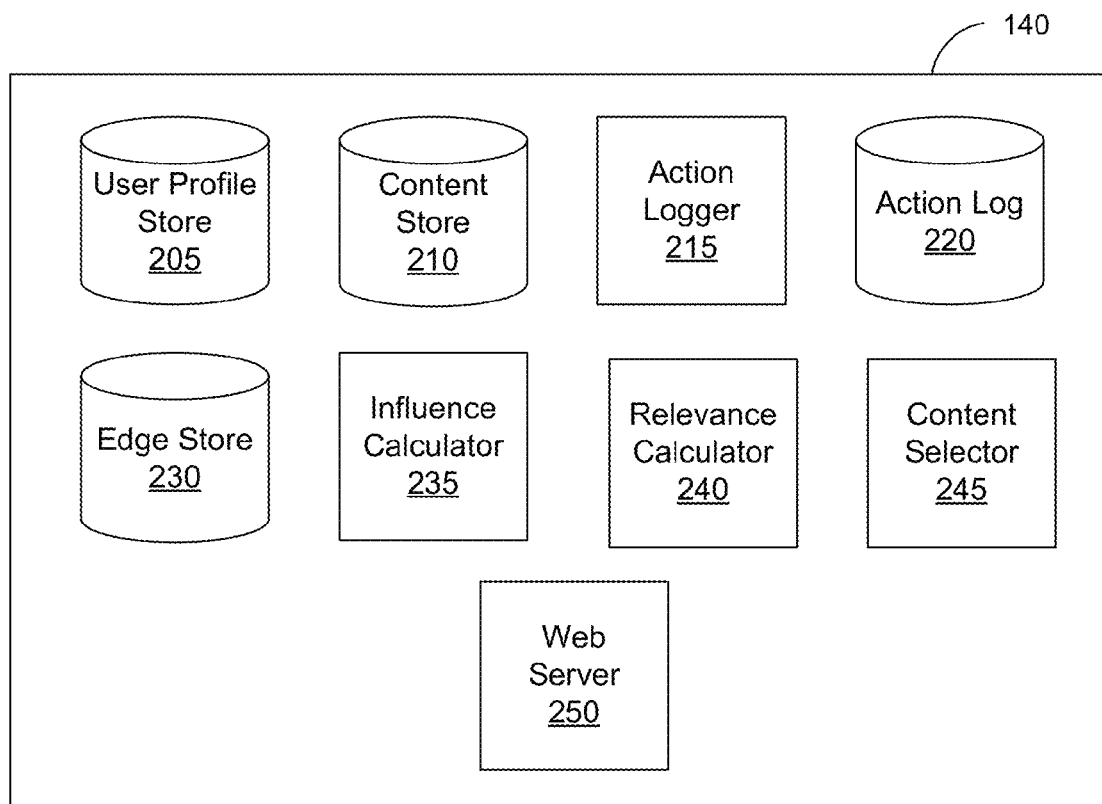 140
User Profile
Store
205
Content
Store
210
Action
Logger
215
Action Log
220
Edge Store
230
Influence
Calculator
235
Relevance
Calculator
240
Content
Selector
245
Web
Server
250